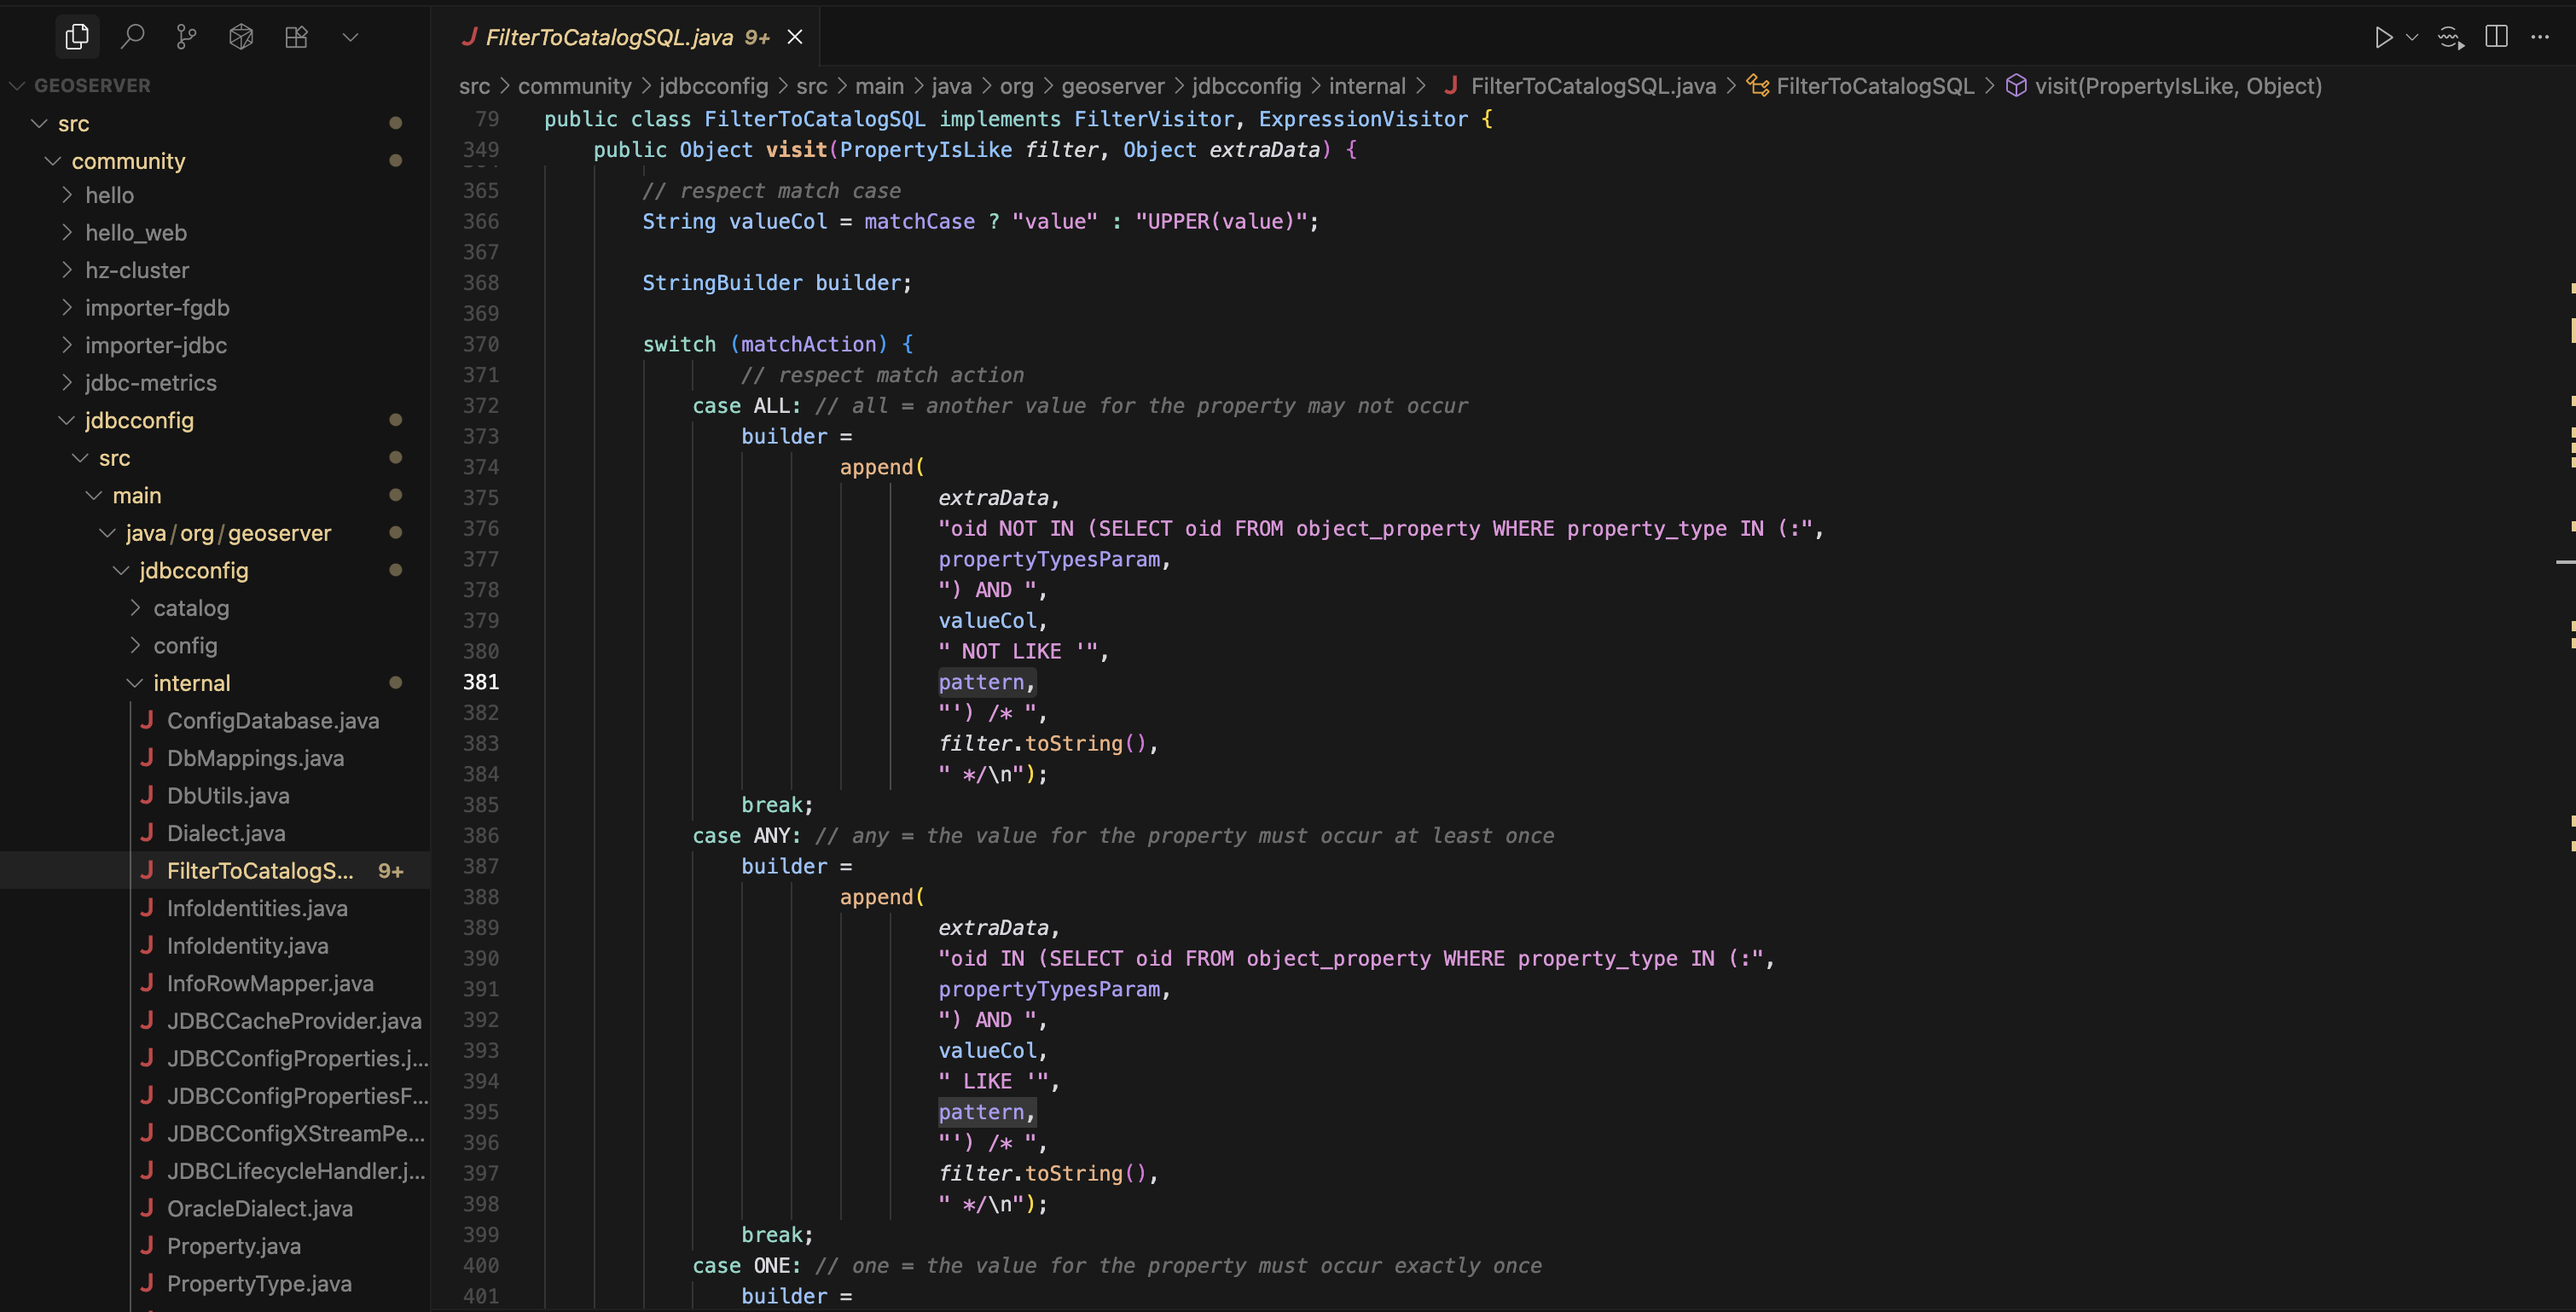 GEOSERVER
src
community
hello
hello_web
hz-cluster
importer-fgdb
importer-jdbc
jdbc-metrics
jdbcconfig
src
main
java/org/geoserver
jdbcconfig
catalog
config
internal
J ConfigDatabase.java
J DbMappings.java
J DbUtils.java
J Dialect.java
J FilterToCatalogS... 9+
J InfoIdentities.java
J InfoIdentity.java
J InfoRowMapper.java
J JDBCCacheProvider.java
J JDBCConfigProperties.j...
J JDBCConfigPropertiesF...
J JDBCConfigXStreamPe...
J JDBCLifecycleHandler.j...
J OracleDialect.java
J Property.java
J PropertyType.java
J FilterToCatalogSQL.java 9+
src > community > jdbcconfig > src > main > java > org > geoserver > jdbcconfig > internal > J FilterToCatalogSQL.java > FilterToCatalogSQL > visit(PropertyIsLike, Object)
79 public class FilterToCatalogSQL implements FilterVisitor, ExpressionVisitor {
349 public Object visit(PropertyIsLike filter, Object extraData) {
365 // respect match case
366 String valueCol = matchCase ? "value" : "UPPER(value)";
367
368 StringBuilder builder;
369
370 switch (matchAction) {
371 // respect match action
372 case ALL: // all = another value for the property may not occur
373 builder =
374 append(
375 extraData,
376 "oid NOT IN (SELECT oid FROM object_property WHERE property_type IN (:",
377 propertyTypesParam,
378 ") AND ",
379 valueCol,
380 " NOT LIKE '",
381 pattern,
382 "') /* ",
383 filter.toString(),
384 " */\n");
385 break;
386 case ANY: // any = the value for the property must occur at least once
387 builder =
388 append(
389 extraData,
390 "oid IN (SELECT oid FROM object_property WHERE property_type IN (:",
391 propertyTypesParam,
392 ") AND ",
393 valueCol,
394 " LIKE '",
395 pattern,
396 "') /* ",
397 filter.toString(),
398 " */\n");
399 break;
400 case ONE: // one = the value for the property must occur exactly once
401 builder =